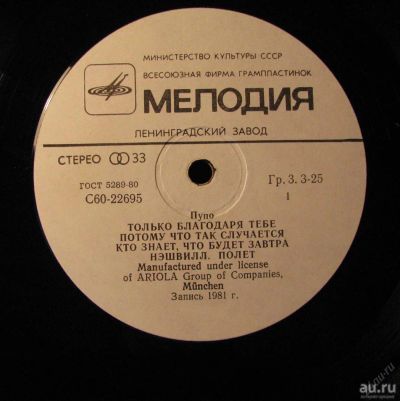 МИНИСТЕРСТВО КУЛЬТУРЫ СССР
ВСЕСОЮЗНАЯ ФИРМА ГРАМПЛАСТИНОК
МЕЛОДИЯ
ЛЕНИНГРАДСКИЙ ЗАВОД
СТЕРЕО 33
ГОСТ 5289-80
С60-22695
Гр. 3. 3-25
1
Пупо
ТОЛЬКО БЛАГОДАРЯ ТЕБЕ
ПОТОМУ ЧТО ТАК СЛУЧАЕТСЯ
КТО ЗНАЕТ, ЧТО БУДЕТ ЗАВТРА
НЭШВИЛЛ. ПОЛЕТ
Manufactured under license
of ARIOLA Group of Companies,
München
Запись 1981 г.
au.ru